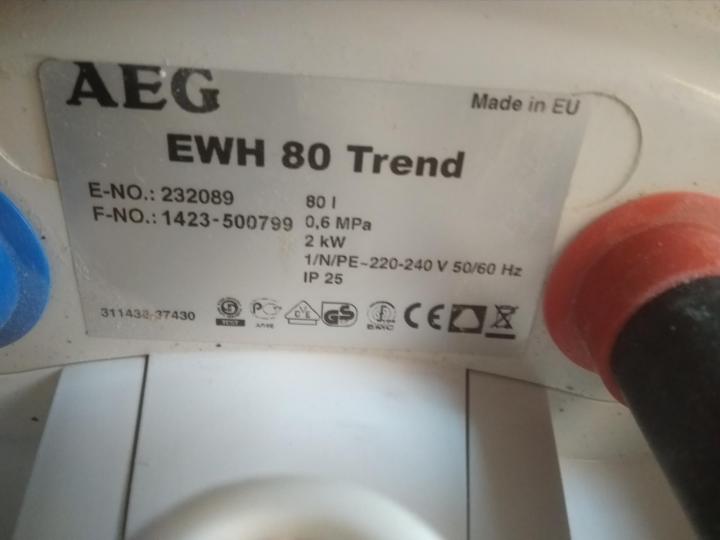 AEG
Made in EU
EWH 80 Trend
E-NO.: 232089
F-NO.: 1423-500799
80 l
0,6 MPa
2 kW
1/N/PE~220-240 V 50/60 Hz
IP 25
311438-37430
GS
CE